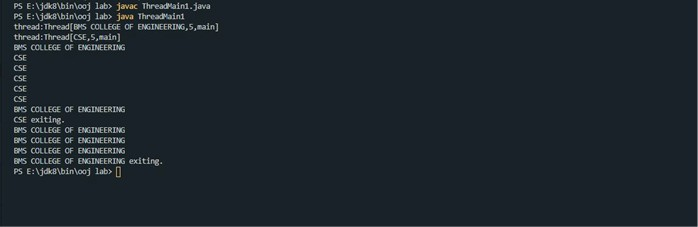 PS E:\jdk8\bin\ooj lab> javac ThreadMain1.java
PS E:\jdk8\bin\ooj lab> java ThreadMain1
thread:Thread[BMS COLLEGE OF ENGINEERING,5,main]
thread:Thread[CSE,5,main]
BMS COLLEGE OF ENGINEERING
CSE
CSE
CSE
CSE
CSE
BMS COLLEGE OF ENGINEERING
CSE exiting.
BMS COLLEGE OF ENGINEERING
BMS COLLEGE OF ENGINEERING
BMS COLLEGE OF ENGINEERING
BMS COLLEGE OF ENGINEERING exiting.
PS E:\jdk8\bin\ooj lab>